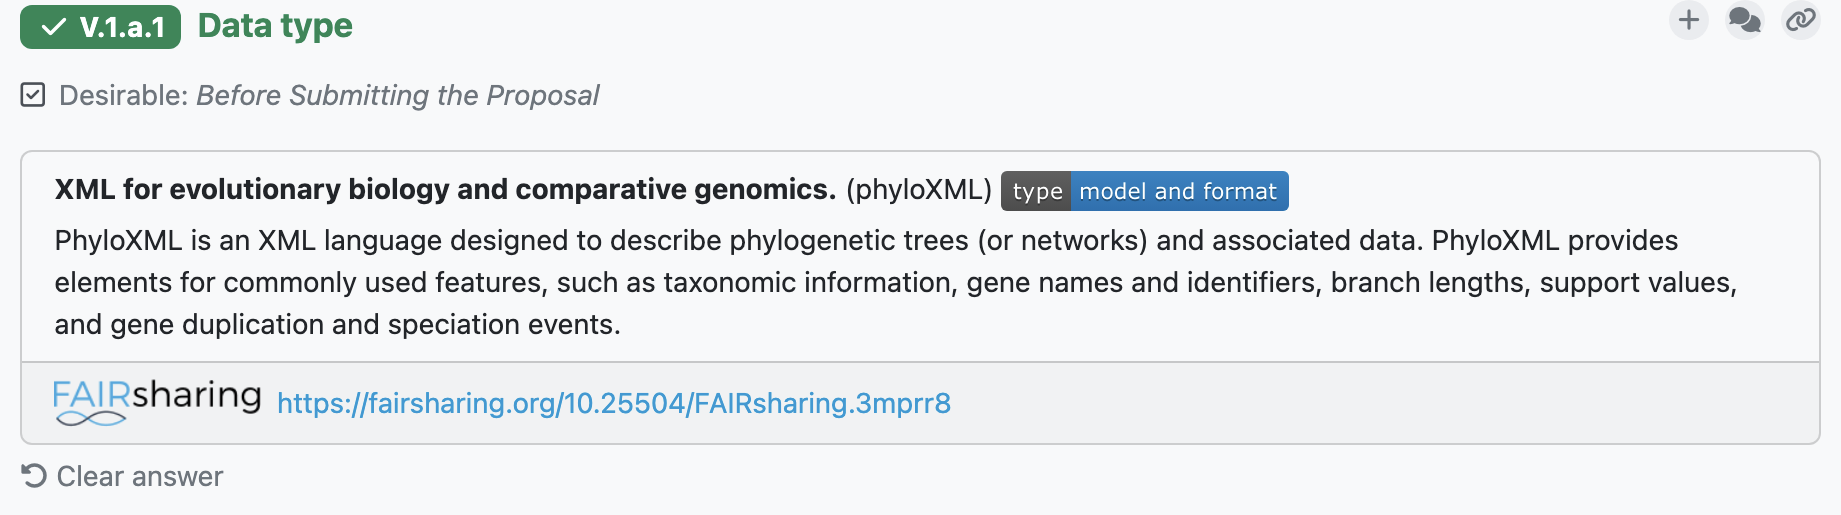 V.1.a.1 Data type
Desirable: Before Submitting the Proposal
XML for evolutionary biology and comparative genomics. (phyloXML) type model and format
PhyloXML is an XML language designed to describe phylogenetic trees (or networks) and associated data. PhyloXML provides
elements for commonly used features, such as taxonomic information, gene names and identifiers, branch lengths, support values,
and gene duplication and speciation events.
FAIRsharing https://fairsharing.org/10.25504/FAIRsharing.3mprr8
Clear answer